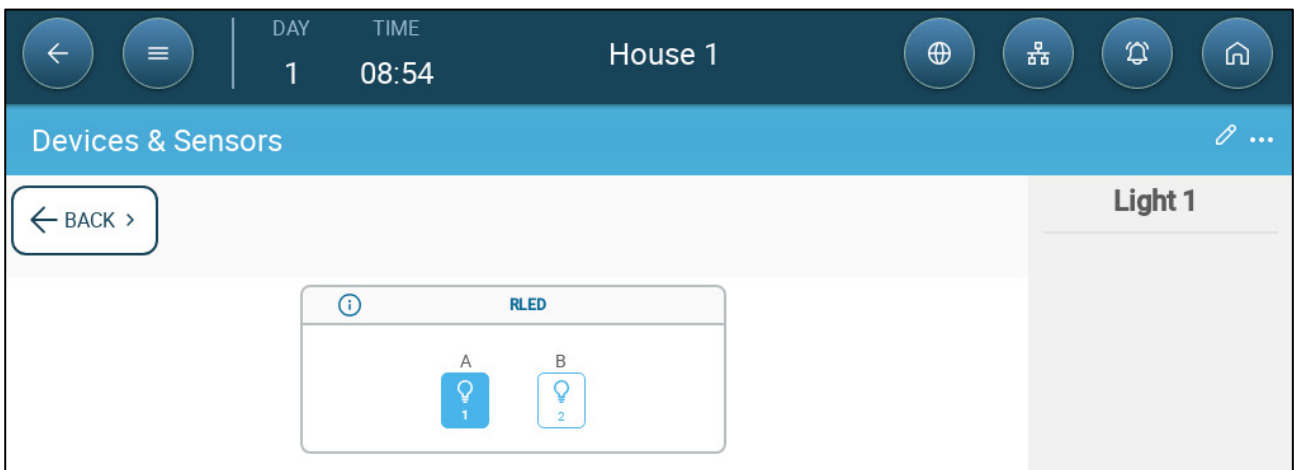 DAY TIME
1 08:54
House 1
Devices & Sensors
BACK
Light 1
RLED
A B
1 2